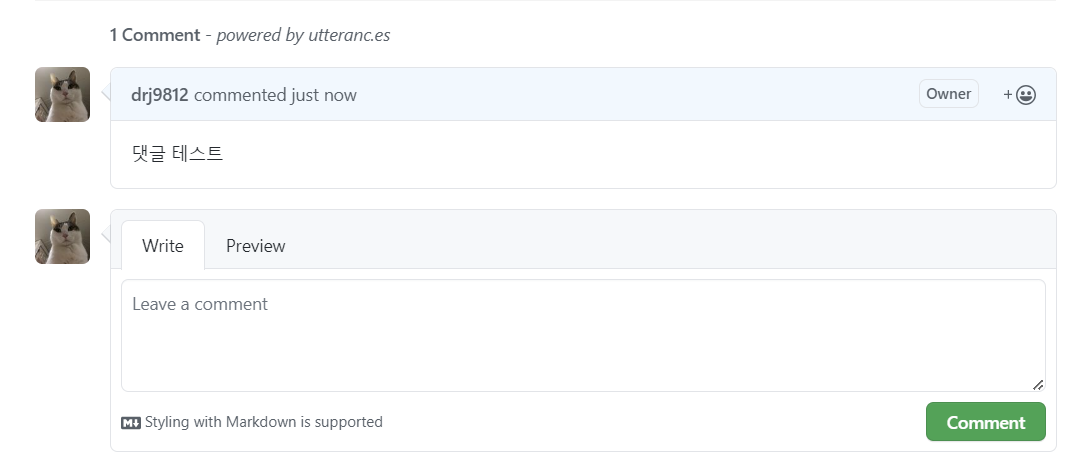 1 Comment - powered by utteranc.es
drj9812 commented just now
Owner
+
댓글 테스트
Write
Preview
Leave a comment
M↓ Styling with Markdown is supported
Comment